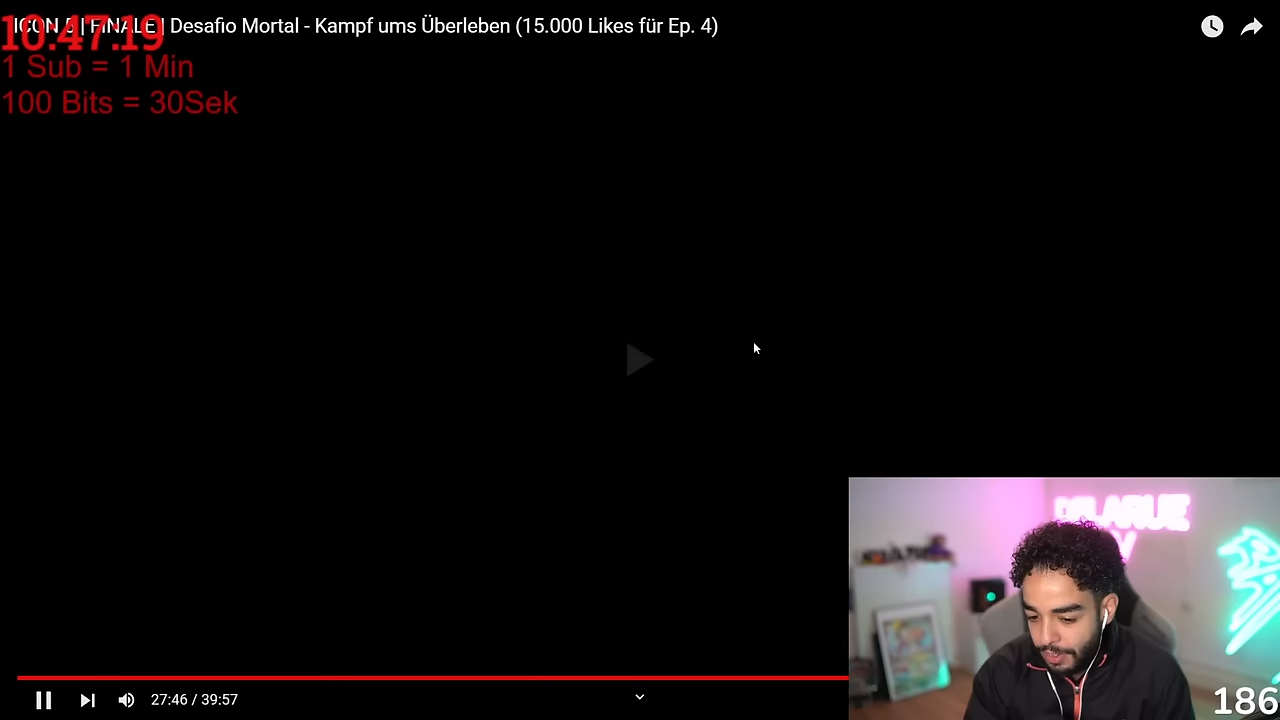 ICON 5 | FINALE | Desafio Mortal - Kampf ums Überleben (15.000 Likes für Ep. 4)
10:47:19
1 Sub = 1 Min
100 Bits = 30Sek
27:46 / 39:57
186